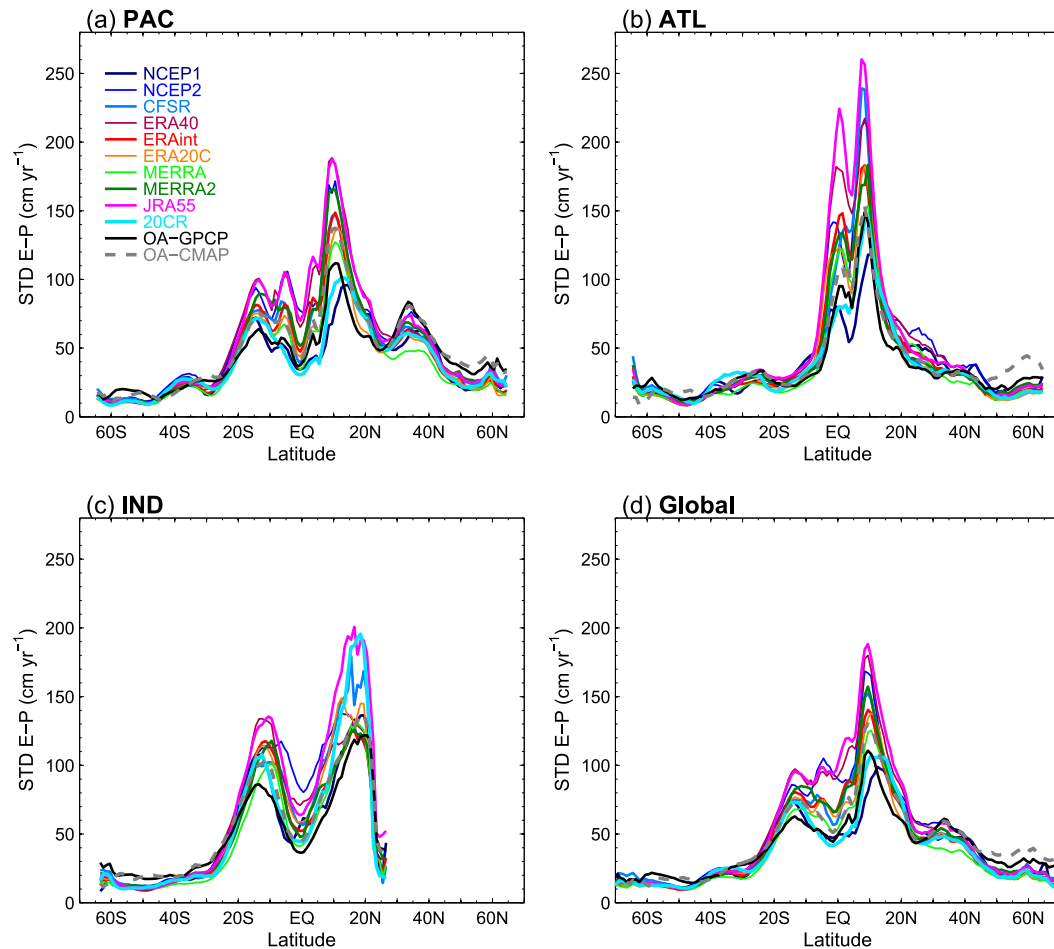 (a) PAC
STD E−P (cm yr⁻¹)
250
200
150
100
50
0
NCEP1
NCEP2
CFSR
ERA40
ERAint
ERA20C
MERRA
MERRA2
JRA55
20CR
OA−GPCP
OA−CMAP
60S 40S 20S EQ 20N 40N 60N
Latitude
(b) ATL
STD E−P (cm yr⁻¹)
250
200
150
100
50
0
60S 40S 20S EQ 20N 40N 60N
Latitude
(c) IND
STD E−P (cm yr⁻¹)
250
200
150
100
50
0
60S 40S 20S EQ 20N 40N 60N
Latitude
(d) Global
STD E−P (cm yr⁻¹)
250
200
150
100
50
0
60S 40S 20S EQ 20N 40N 60N
Latitude